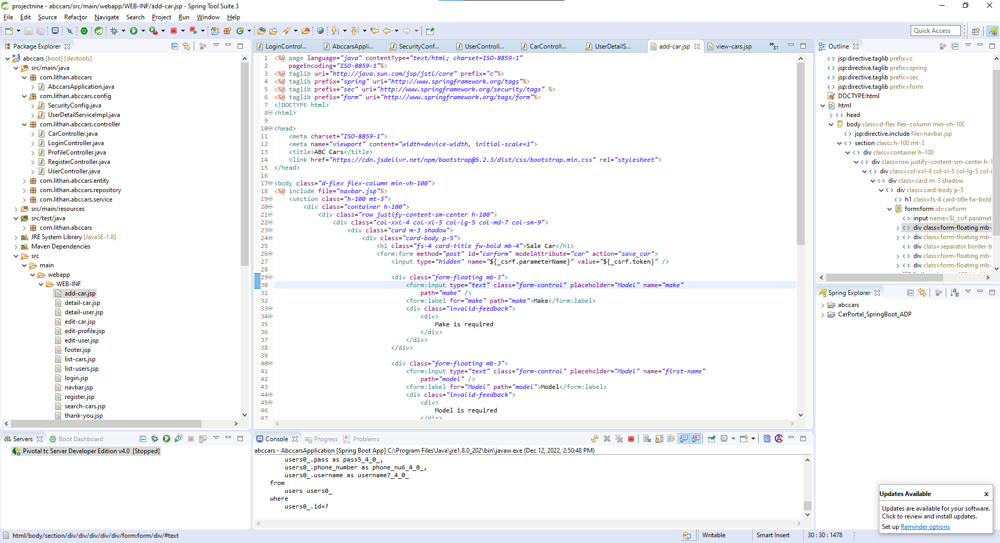 projectnine - abccars/src/main/webapp/WEB-INF/add-car.jsp - Spring Tool Suite 3
File Edit Source Refactor Navigate Search Project Run Window Help
Quick Access
Package Explorer
abccars [boot] [devtools]
src/main/java
com.lithan.abccars
AbccarsApplication.java
com.lithan.abccars.config
SecurityConfig.java
UserDetailServiceImpl.java
com.lithan.abccars.controller
CarController.java
LoginController.java
ProfileController.java
RegisterController.java
UserController.java
com.lithan.abccars.entity
com.lithan.abccars.repository
com.lithan.abccars.service
src/main/resources
src/test/java
com.lithan.abccars
JRE System Library [JavaSE-1.8]
Maven Dependencies
src
main
webapp
WEB-INF
add-car.jsp
detail-car.jsp
detail-user.jsp
edit-car.jsp
edit-profile.jsp
edit-user.jsp
footer.jsp
list-cars.jsp
list-users.jsp
login.jsp
navbar.jsp
register.jsp
search-cars.jsp
thank-you.jsp
LoginControl... AbccarsAppli... SecurityConf... UserControll... CarControll... UserDetailS... add-car.jsp view-cars.jsp »81
1 <%@ page language="java" contentType="text/html; charset=ISO-8859-1"
2 pageEncoding="ISO-8859-1"%>
3 <%@ taglib uri="http://java.sun.com/jsp/jstl/core" prefix="c"%>
4 <%@ taglib prefix="spring" uri="http://www.springframework.org/tags"%>
5 <%@ taglib prefix="sec" uri="http://www.springframework.org/security/tags" %>
6 <%@ taglib prefix="form" uri="http://www.springframework.org/tags/form"%>
7 <!DOCTYPE html>
8 <html>
9
10 <head>
11 <meta charset="ISO-8859-1">
12 <meta name="viewport" content="width=device-width, initial-scale=1">
13 <title>ABC Cars</title>
14 <link href="https://cdn.jsdelivr.net/npm/bootstrap@5.2.3/dist/css/bootstrap.min.css" rel="stylesheet">
15 </head>
16
17 <body class="d-flex flex-column min-vh-100">
18 <%@ include file="navbar.jsp"%>
19 <section class="h-100 mt-3">
20 <div class="container h-100">
21 <div class="row justify-content-sm-center h-100">
22 <div class="col-xxl-4 col-xl-5 col-lg-5 col-md-7 col-sm-9">
23 <div class="card m-3 shadow">
24 <div class="card-body p-5">
25 <h1 class="fs-4 card-title fw-bold mb-4">Sale Car</h1>
26 <form:form method="post" id="carform" modelAttribute="car" action="save_car">
27 <input type="hidden" name="${_csrf.parameterName}" value="${_csrf.token}" />
28
29 <div class="form-floating mb-3">
30 <form:input type="text" class="form-control" placeholder="Model" name="make"
31 path="make" />
32 <form:label for="make" path="make">Make</form:label>
33 <div class="invalid-feedback">
34 <div>
35 Make is required
36 </div>
37 </div>
38 </div>
39
40 <div class="form-floating mb-3">
41 <form:input type="text" class="form-control" placeholder="Model" name="first-name"
42 path="model" />
43 <form:label for="Model" path="model">Model</form:label>
44 <div class="invalid-feedback">
45 <div>
46 Model is required
47 </div>
Outline
jsp:directive.taglib prefix=c
jsp:directive.taglib prefix=spring
jsp:directive.taglib prefix=sec
jsp:directive.taglib prefix=form
DOCTYPE:html
html
head
body class=d-flex flex-column min-vh-100
jsp:directive.include file=navbar.jsp
section class=h-100 mt-3
div class=container h-100
div class=row justify-content-sm-center h-1
div class=col-xxl-4 col-xl-5 col-lg-5 col-r
div class=card m-3 shadow
div class=card-body p-5
h1 class=fs-4 card-title fw-bold
form:form id=carform
input name=${_csrf.paramet
div class=form-floating mb-
div class=form-floating mb-
div class=separator border-b
div class=form-floating mb-
div class=form-floating mb-
Spring Explorer
abccars
CarPortal_SpringBoot_ADP
Servers Boot Dashboard
Pivotal tc Server Developer Edition v4.0 [Stopped]
Console Progress Problems
abccars - AbccarsApplication [Spring Boot App] C:\Program Files\Java\jre1.8.0_202\bin\javaw.exe (Dec 12, 2022, 2:50:48 PM)
users0_.pass as pass5_4_0_,
users0_.phone_number as phone_nu6_4_0_,
users0_.username as username7_4_0_
from
users users0_
where
users0_.id=?
Updates Available
Updates are available for your software.
Click to review and install updates.
Set up Reminder options
html/body/section/div/div/div/div/div/form:form/div/#text
Writable Smart Insert 30 : 30 : 1478